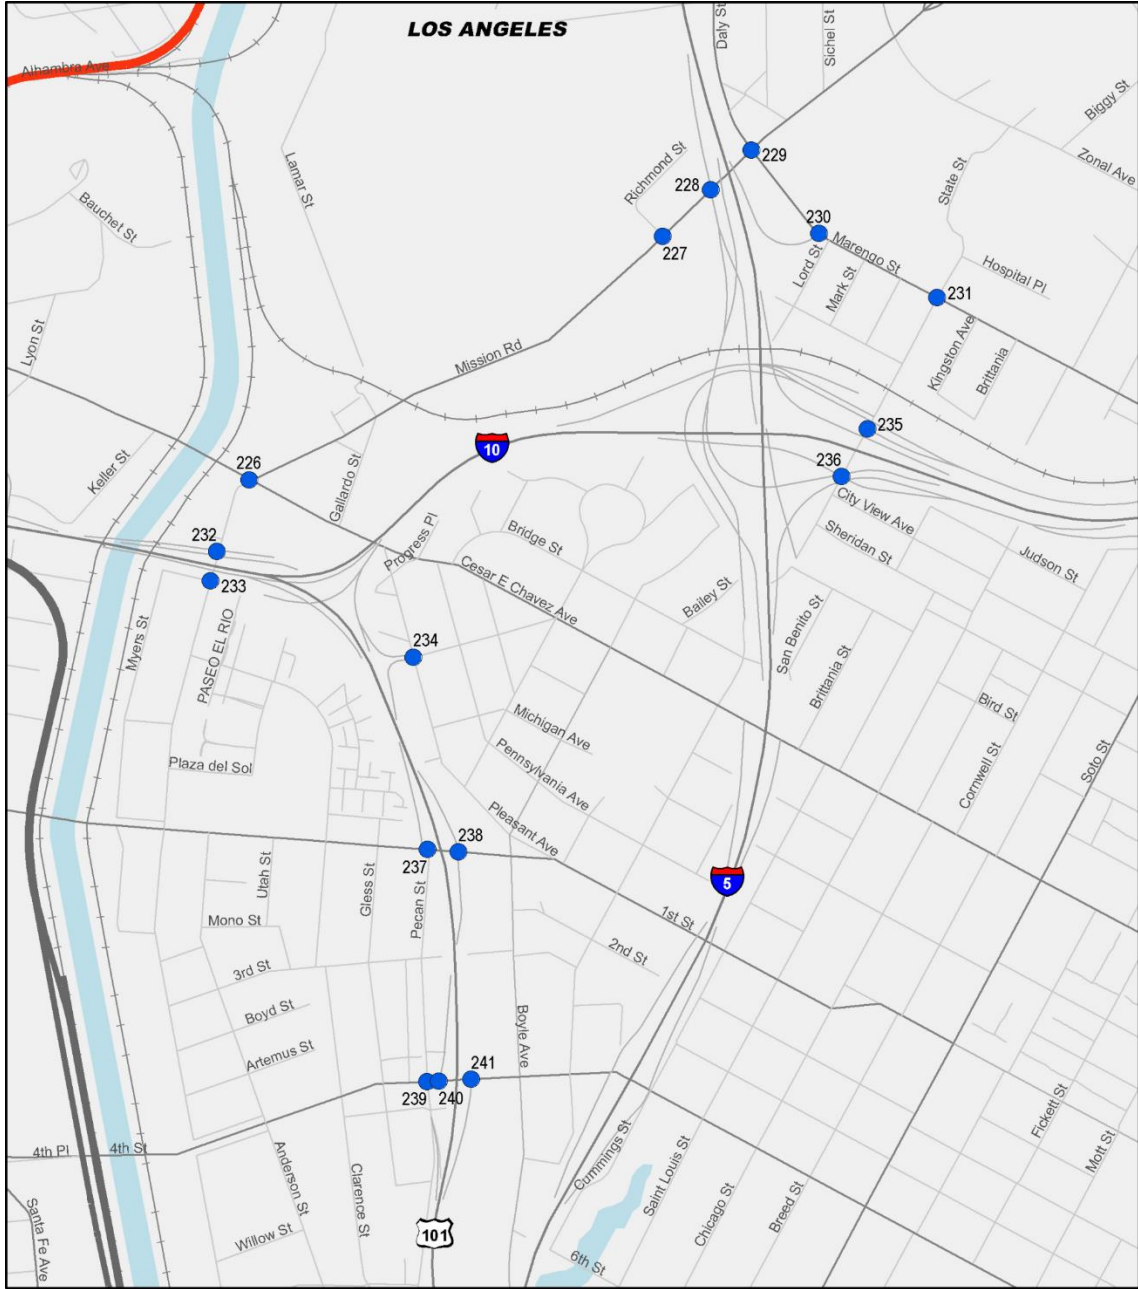 LOS ANGELES
Daly St
Sichel St
Alhambra Ave
Biggy St
Zonal Ave
229
Richmond St
Lamar St
228
State St
Bauchet St
230
227
Marengo St
Lord St
Hospital Pl
Mark St
231
Lyon St
Mission Rd
Kingston Ave
Brittania
235
10
Keller St
226
Gallardo St
236
City View Ave
Sheridan St
Judson St
232
Progress Pl
Bridge St
Cesar E Chavez Ave
Bailey St
233
Myers St
PASEO EL RIO
234
San Benito St
Brittania St
Bird St
Michigan Ave
Pennsylvania Ave
Soto St
Cornwell St
Plaza del Sol
Pleasant Ave
238
237
Utah St
Gless St
Pecan St
5
1st St
Mono St
2nd St
3rd St
Boyd St
Boyle Ave
Artemus St
241
239
240
Fickett St
4th Pl
4th St
Cummings St
Mott St
Anderson St
Clarence St
Saint Louis St
Chicago St
Breed St
Santa Fe Ave
Willow St
101
6th St